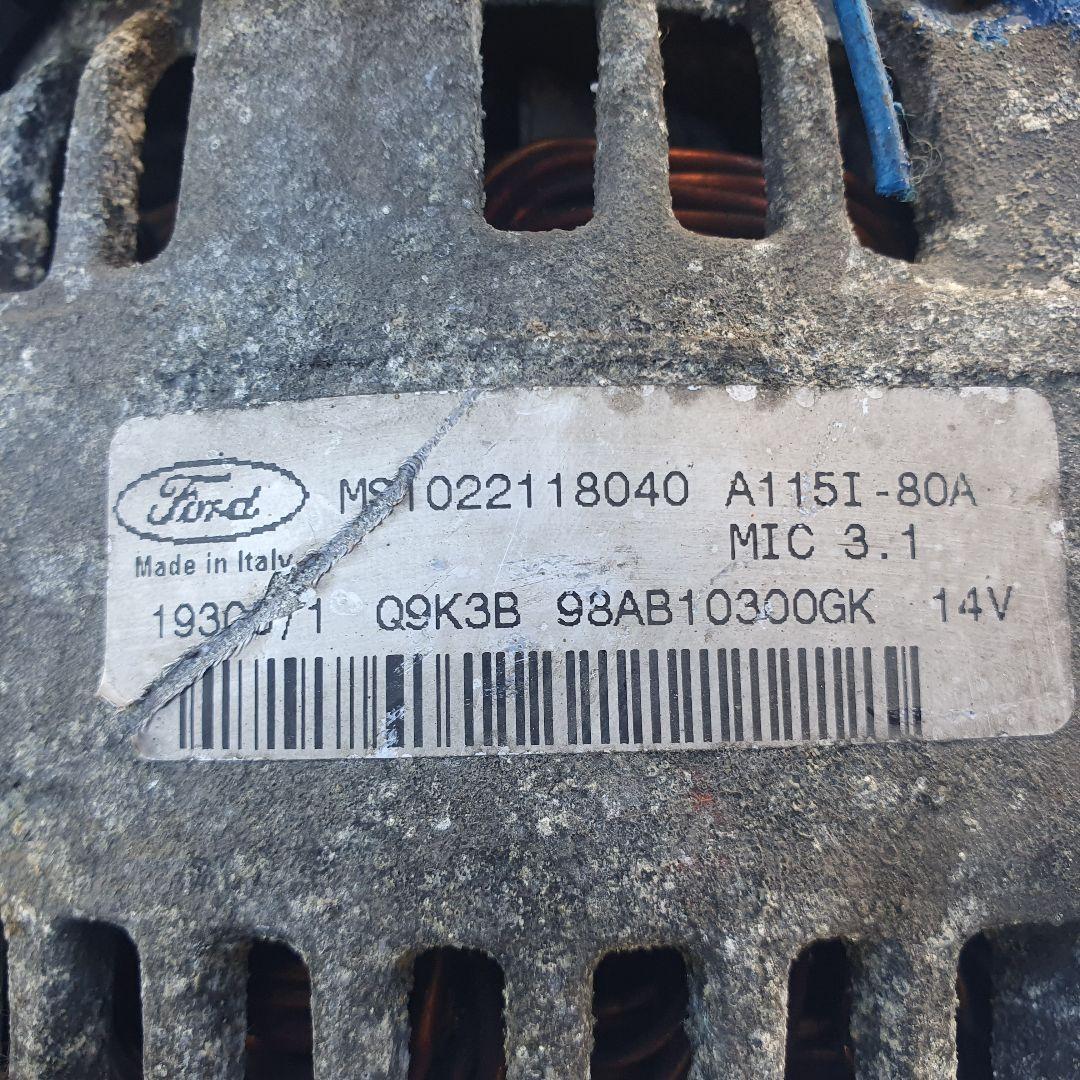 Ford MS1022118040 A115I-80A
MIC 3.1
Made in Italy
Q9K3B 98AB10300GK 14V